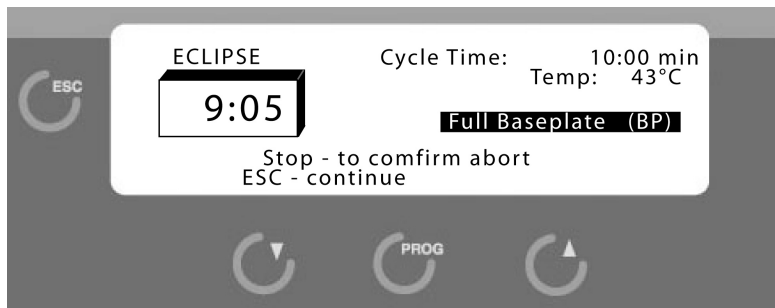 ESC
ECLIPSE
Cycle Time: 10:00 min
Temp: 43°C
9:05
Full Baseplate (BP)
Stop - to comfirm abort
ESC - continue
PROG